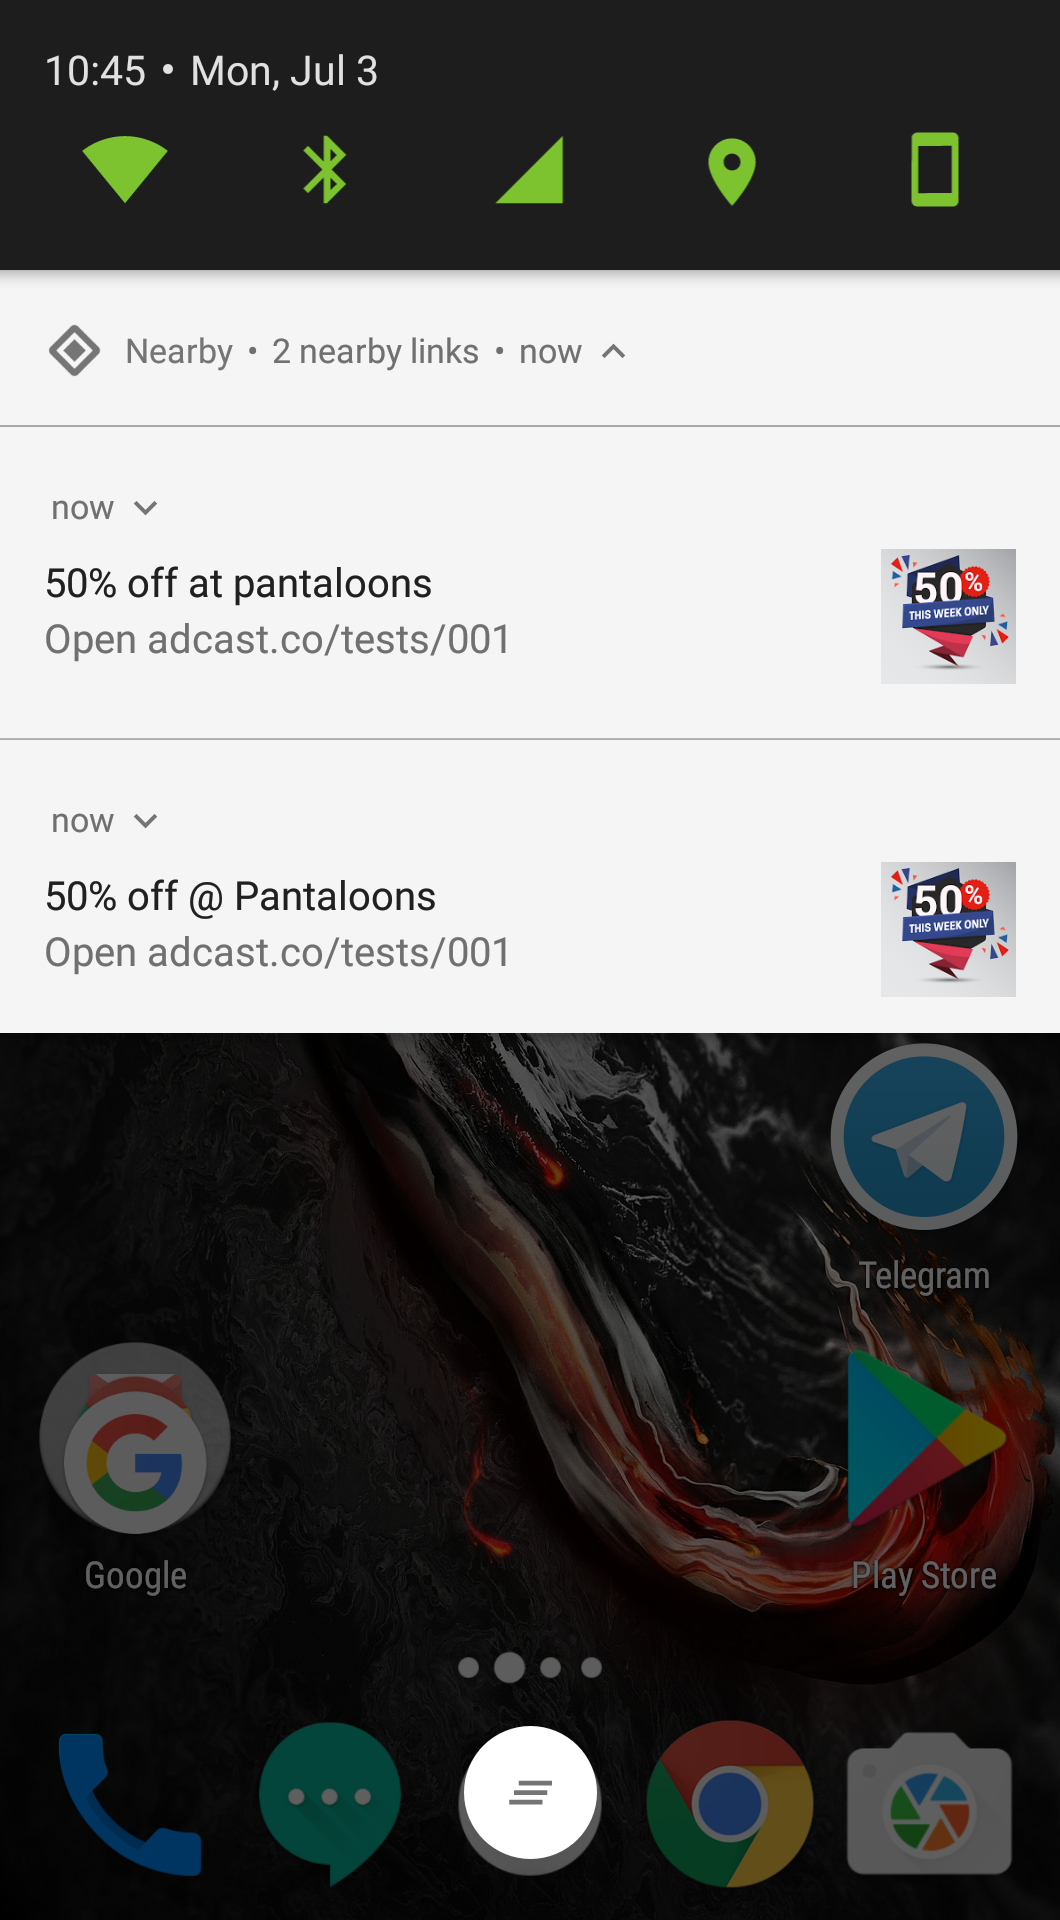 10:45 • Mon, Jul 3
Nearby • 2 nearby links • now
now
50% off at pantaloons
Open adcast.co/tests/001
50%
THIS WEEK ONLY
now
50% off @ Pantaloons
Open adcast.co/tests/001
50%
THIS WEEK ONLY
Telegram
Google
Play Store